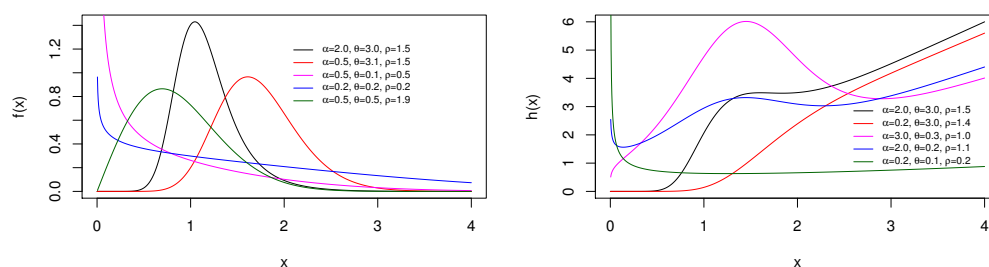 f(x)
0.0 0.4 0.8 1.2
α=2.0, θ=3.0, ρ=1.5
α=0.5, θ=3.1, ρ=1.5
α=0.5, θ=0.1, ρ=0.5
α=0.2, θ=0.2, ρ=0.2
α=0.5, θ=0.5, ρ=1.9
0 1 2 3 4
x
h(x)
0 1 2 3 4 5 6
α=2.0, θ=3.0, ρ=1.5
α=0.2, θ=3.0, ρ=1.4
α=3.0, θ=0.3, ρ=1.0
α=2.0, θ=0.2, ρ=1.1
α=0.2, θ=0.1, ρ=0.2
0 1 2 3 4
x